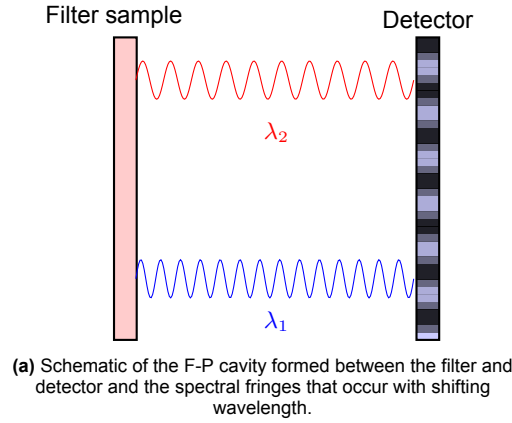 Filter sample
Detector
λ₂
λ₁
(a) Schematic of the F-P cavity formed between the filter and
detector and the spectral fringes that occur with shifting
wavelength.